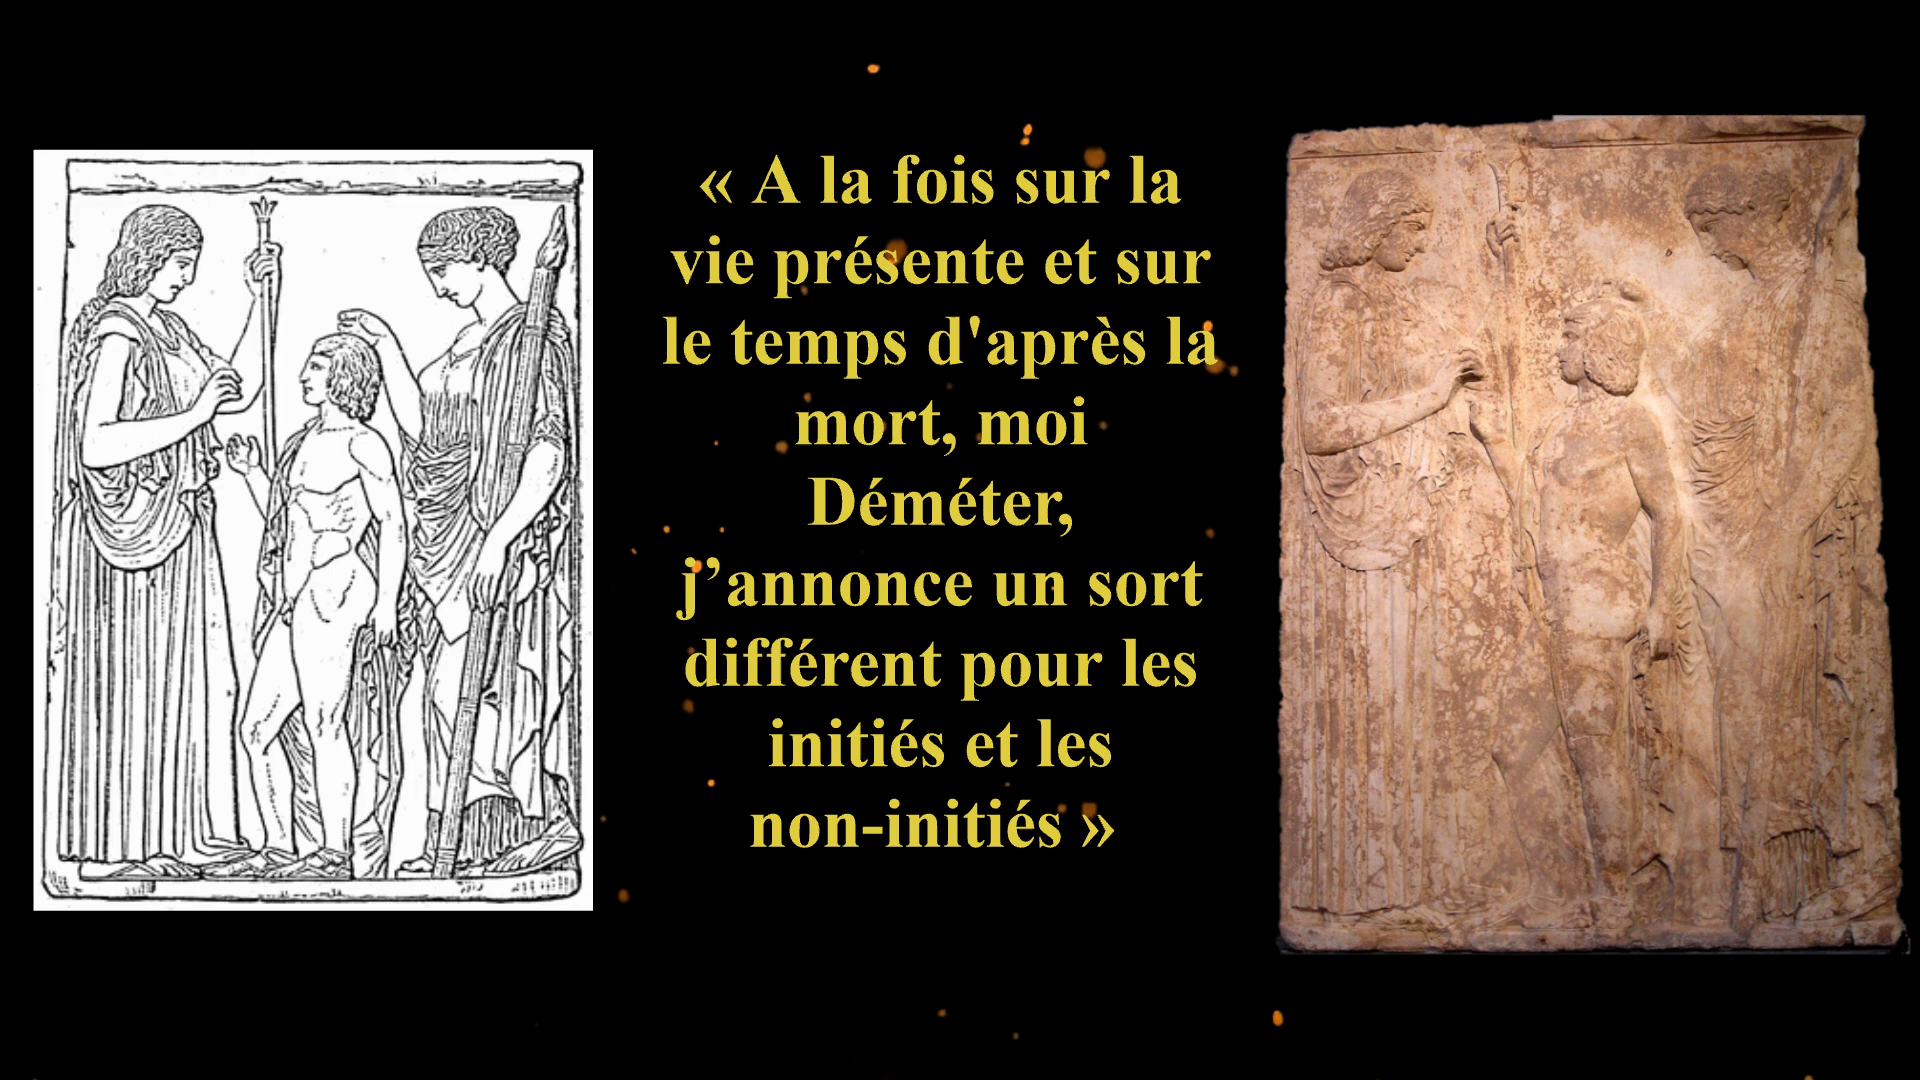 « A la fois sur la
vie présente et sur
le temps d'après la
mort, moi
Déméter,
j’annonce un sort
différent pour les
initiés et les
non-initiés »